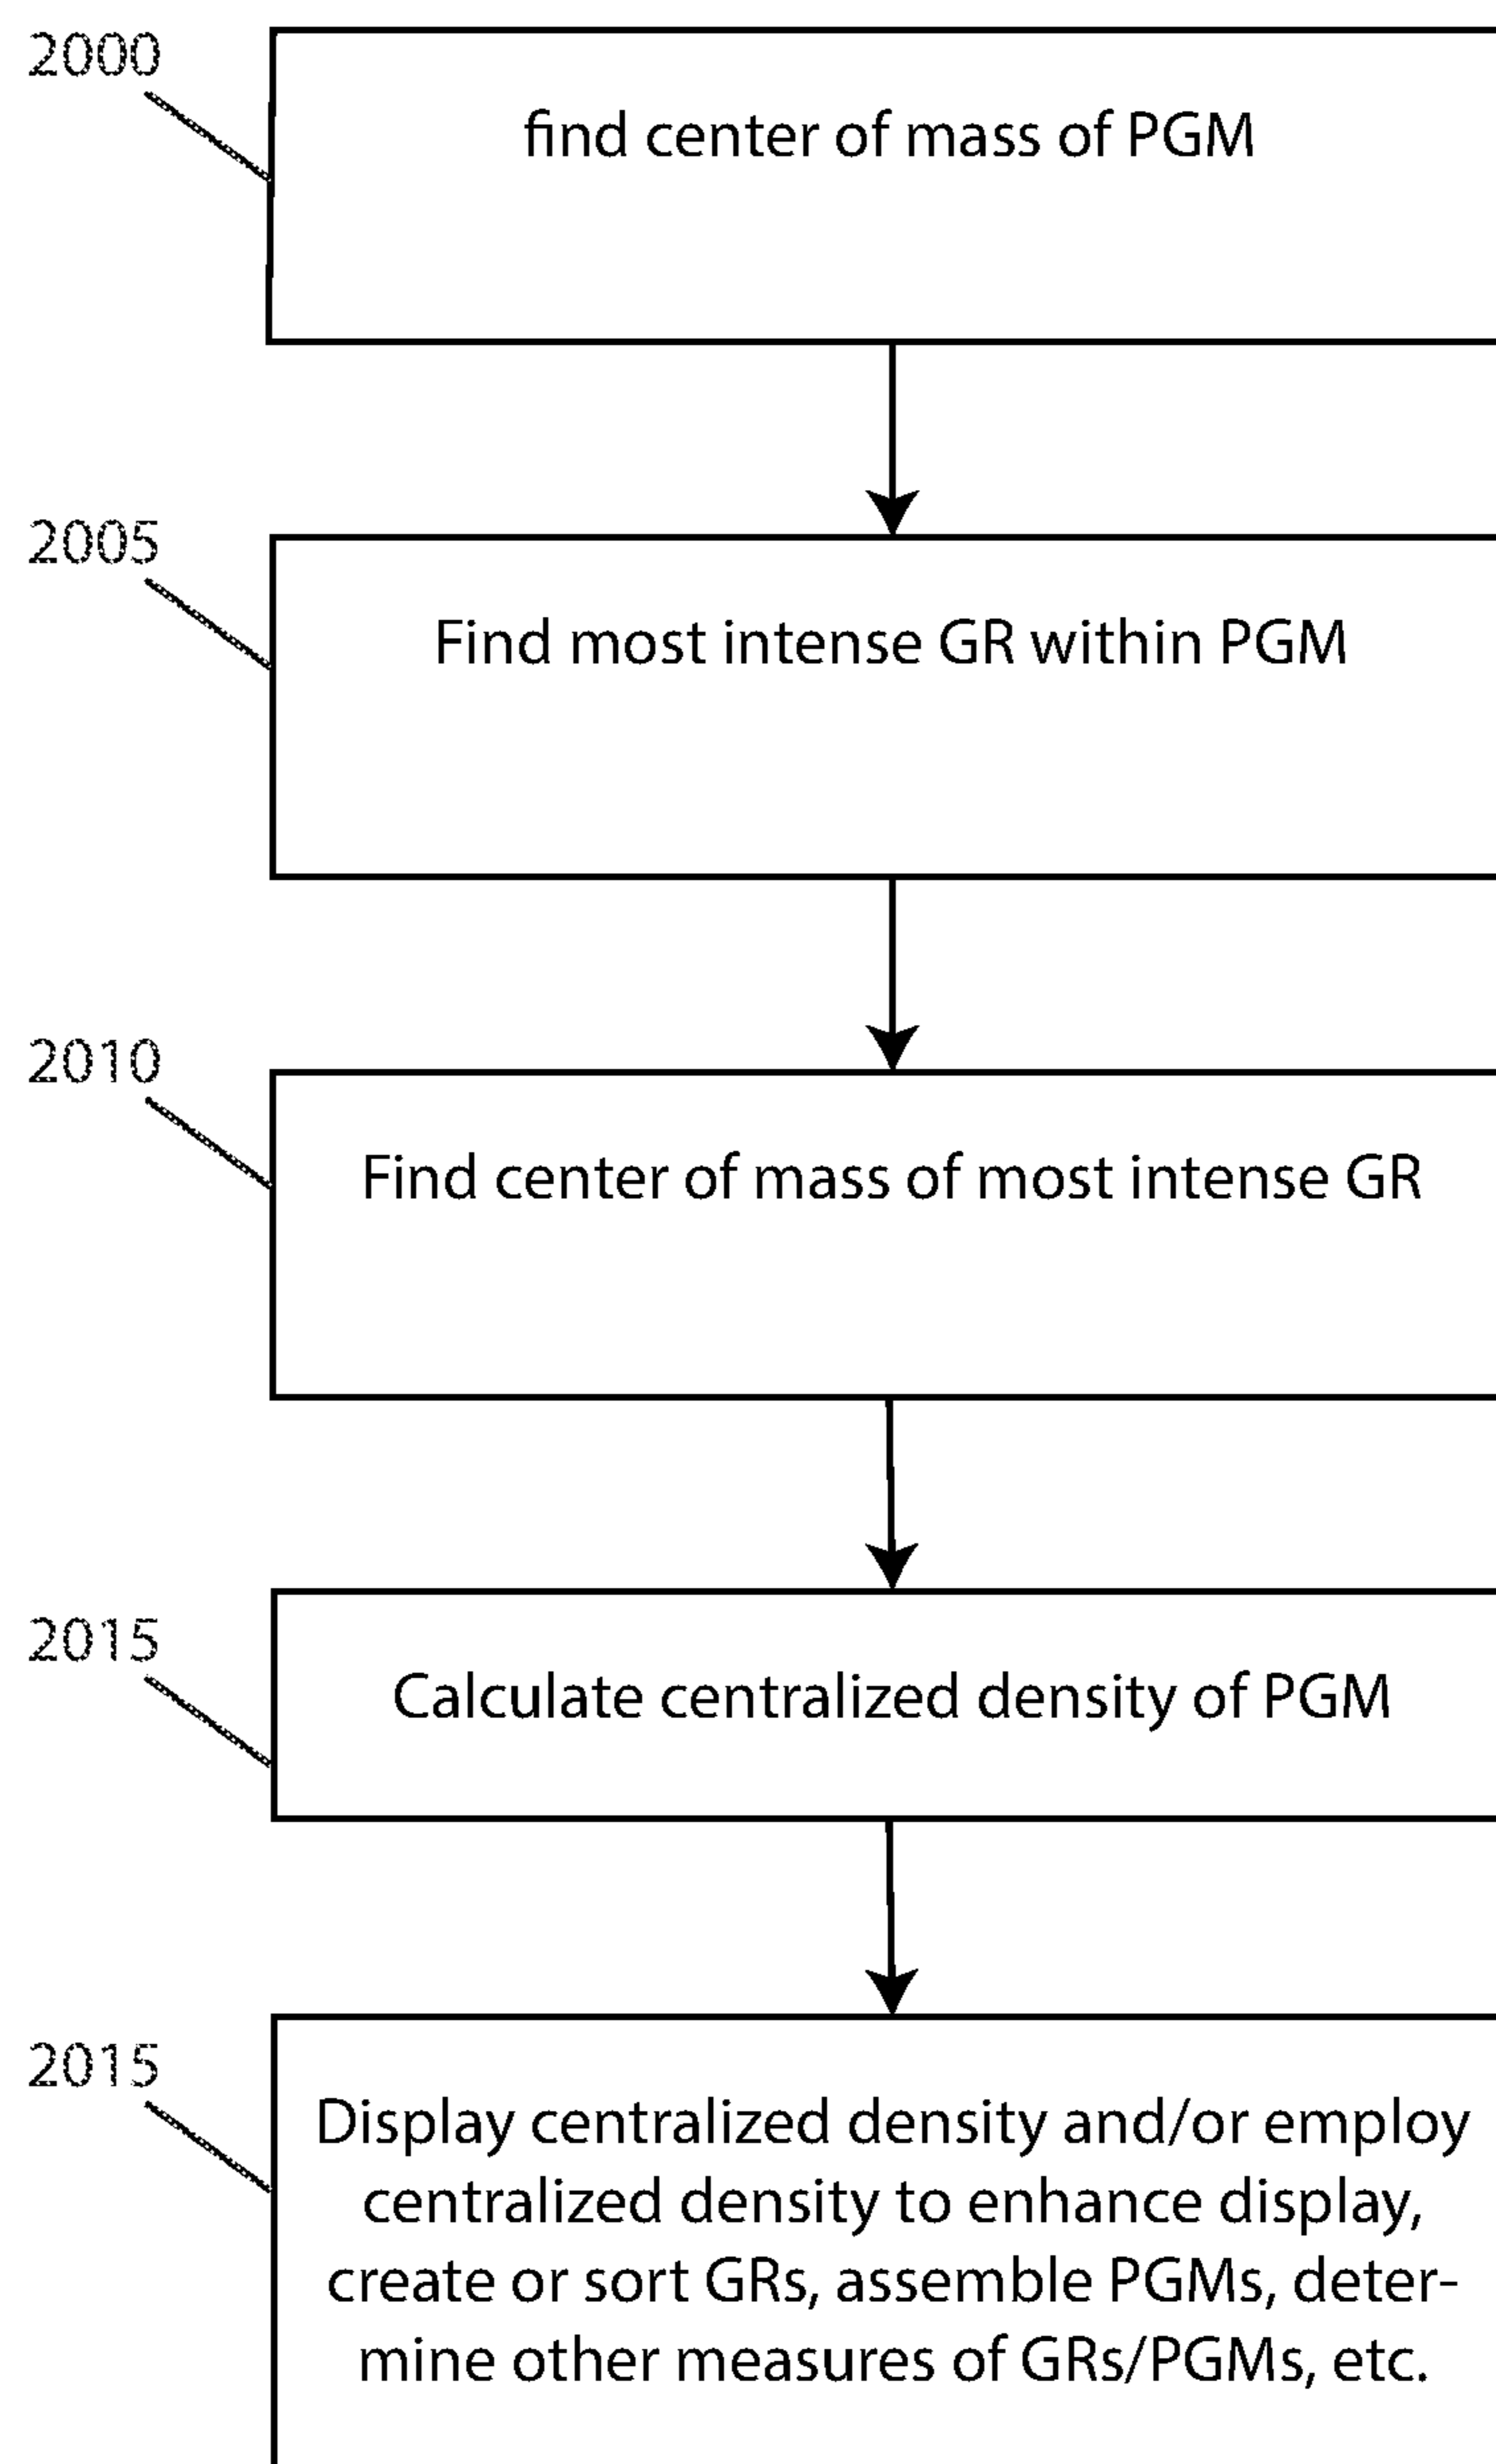 2000
find center of mass of PGM
2005
Find most intense GR within PGM
2010
Find center of mass of most intense GR
2015
Calculate centralized density of PGM
2015
Display centralized density and/or employ
centralized density to enhance display,
create or sort GRs, assemble PGMs, deter-
mine other measures of GRs/PGMs, etc.